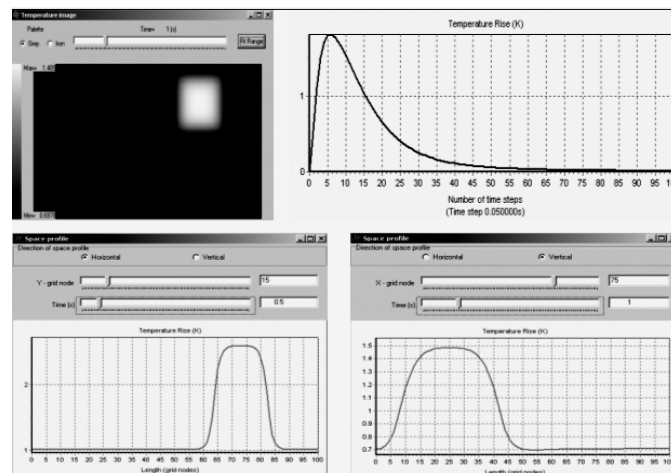 Temperature image
Palette
Time= 1 (s)
Grey
Iron
Fit Range
Max= 1.485
Temperature Rise (K)
1
0
0 5 10 15 20 25 30 35 40 45 50 55 60 65 70 75 80 85 90 95 100
Number of time steps
(Time step 0.050000s)
Space profile
Direction of space profile
Horizontal
Vertical
Y - grid node
15
Time (s)
0.5
Temperature Rise (K)
2
1
0 5 10 15 20 25 30 35 40 45 50 55 60 65 70 75 80 85 90 95 100
Length (grid nodes)
Space profile
Direction of space profile
Horizontal
Vertical
X - grid node
75
Time (s)
1
Temperature Rise (K)
1.5
1.4
1.3
1.2
1.1
1
0.9
0.8
0.7
0 5 10 15 20 25 30 35 40 45 50 55 60 65 70 75 80 85 90 95 100
Length (grid nodes)